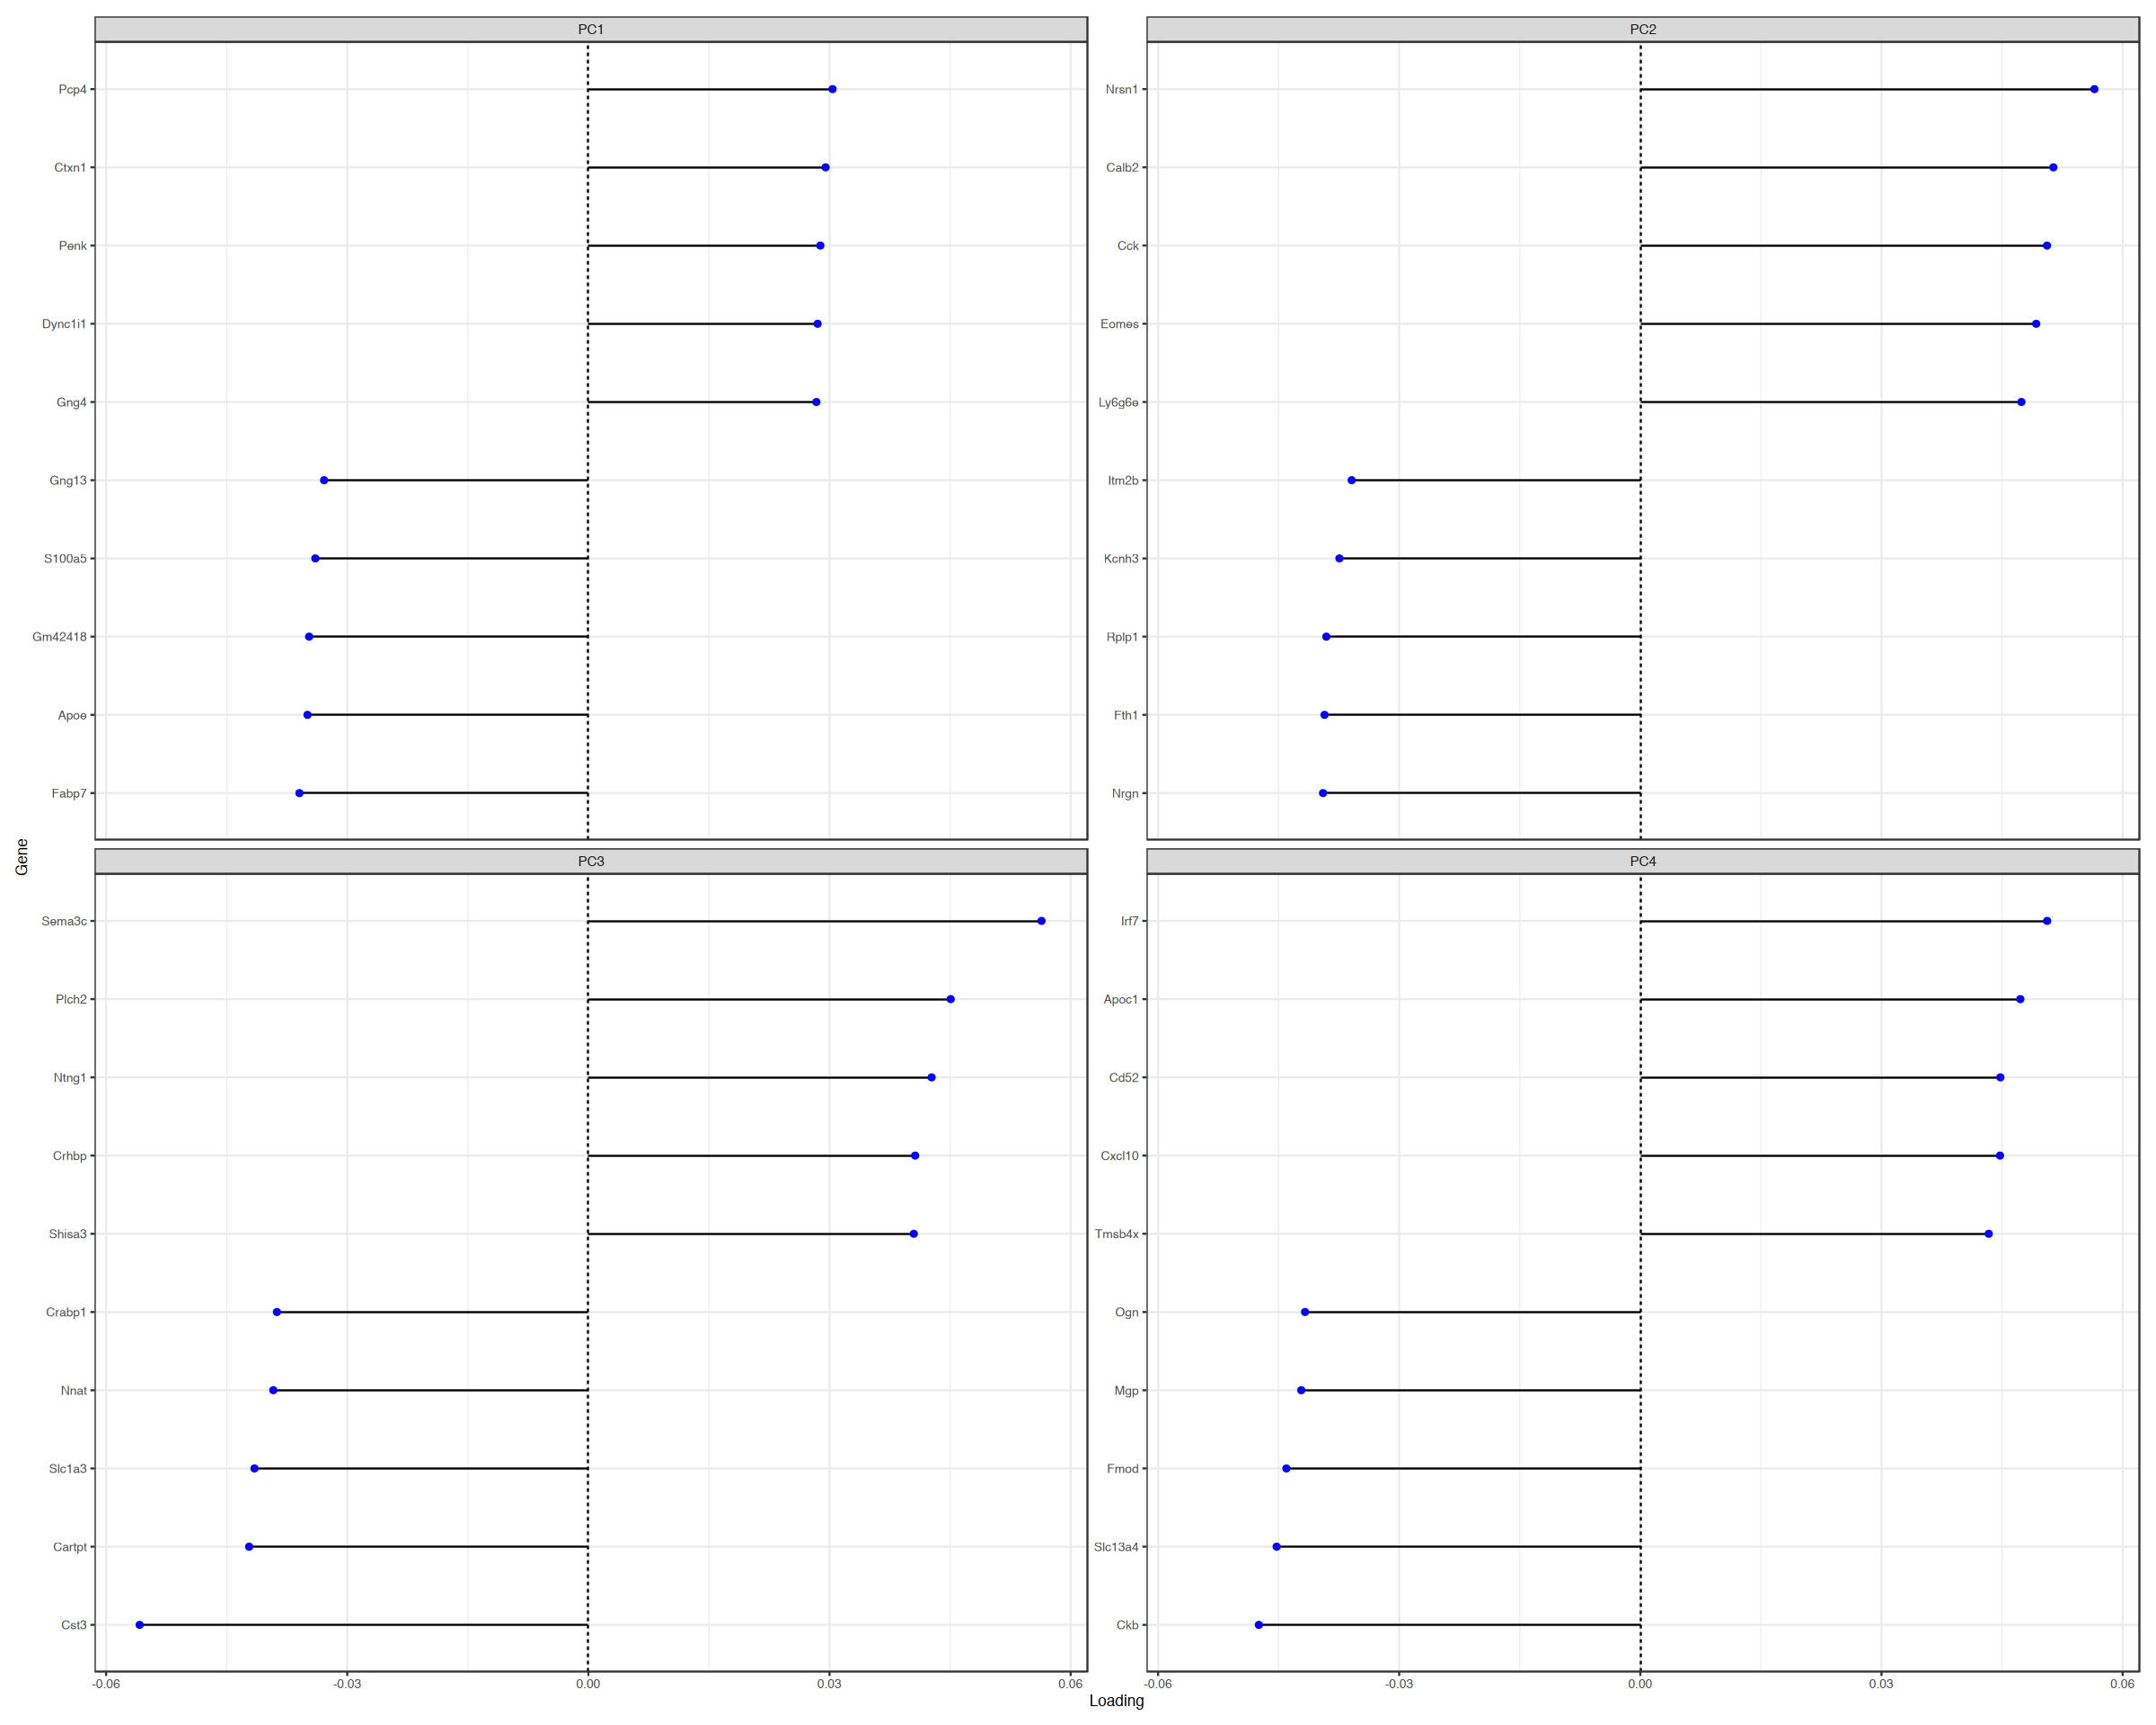 PC1
Pcp4
Ctxn1
Penk
Dync1i1
Gng4
Gng13
S100a5
Gm42418
Apoe
Fabp7
PC2
Nrsn1
Calb2
Cck
Eomes
Ly6g6e
Itm2b
Kcnh3
Rplp1
Fth1
Nrgn
Gene
PC3
Sema3c
Plch2
Ntng1
Crhbp
Shisa3
Crabp1
Nnat
Slc1a3
Cartpt
Cst3
-0.06 -0.03 0.00 0.03 0.06
PC4
Irf7
Apoc1
Cd52
Cxcl10
Tmsb4x
Ogn
Mgp
Fmod
Slc13a4
Ckb
-0.06 -0.03 0.00 0.03 0.06
Loading